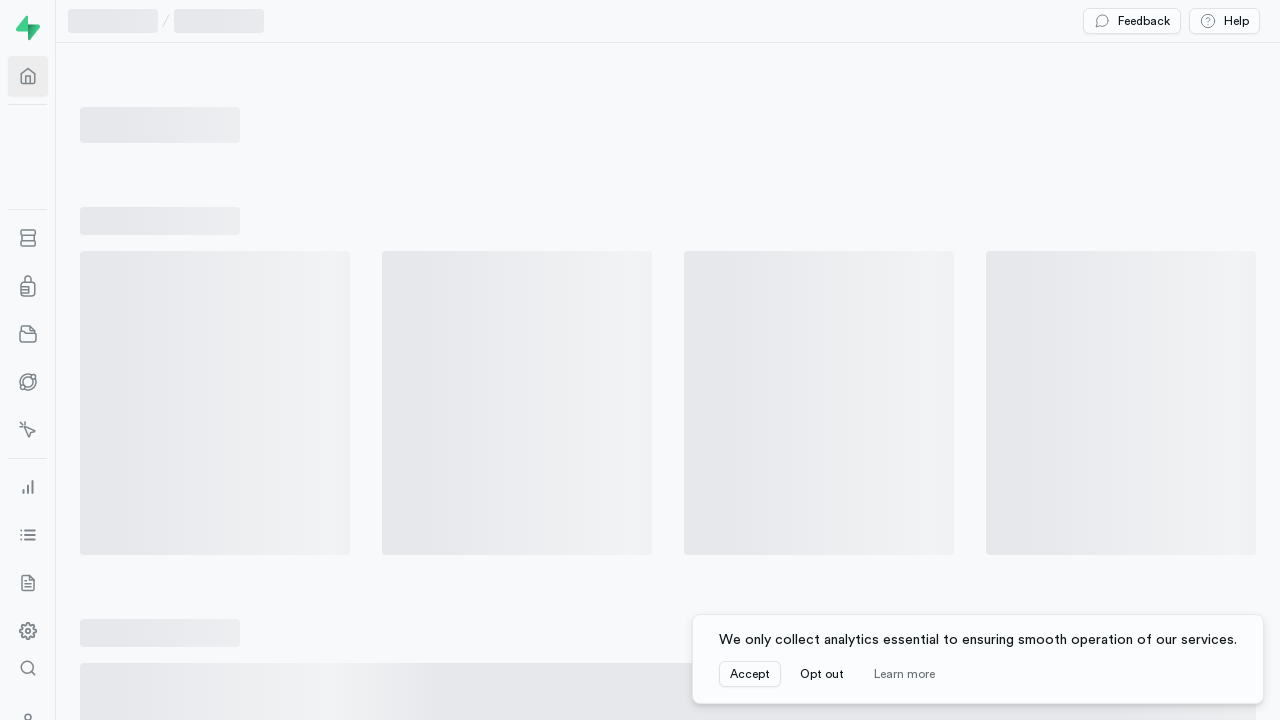 Feedback
Help
We only collect analytics essential to ensuring smooth operation of our services.
Accept
Opt out
Learn more